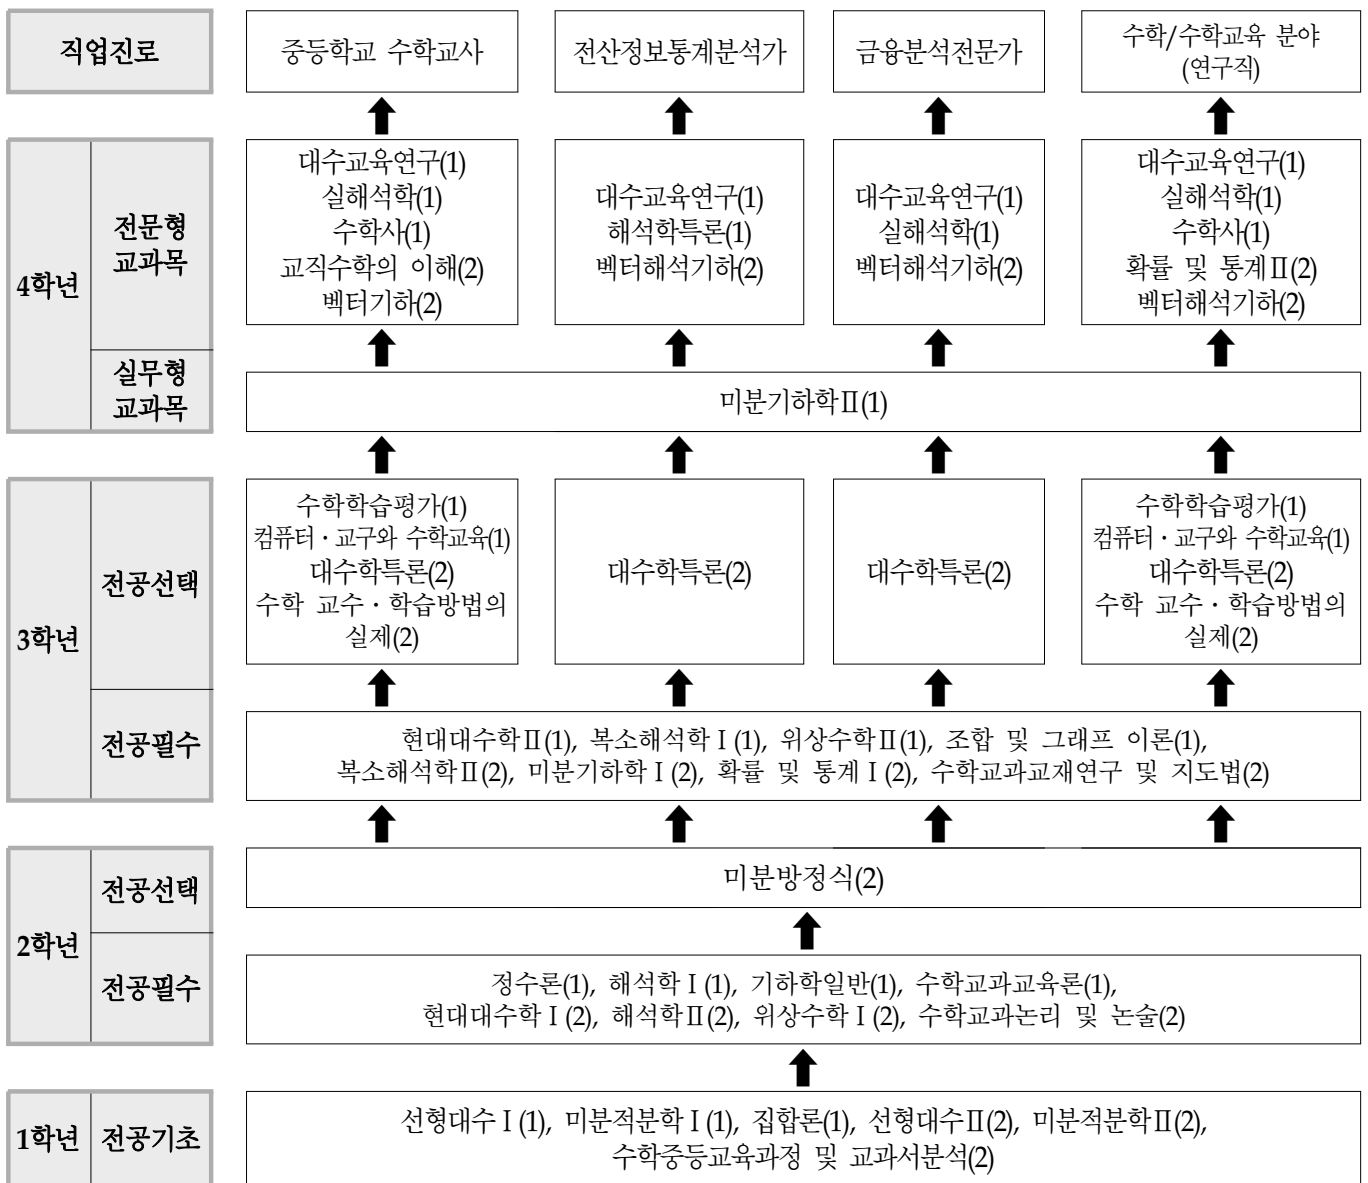 직업진로
중등학교 수학교사
전산정보통계분석가
금융분석전문가
수학/수학교육 분야
(연구직)
4학년
전문형
교과목
대수교육연구(1)
실해석학(1)
수학사(1)
교직수학의 이해(2)
벡터기하(2)
대수교육연구(1)
해석학특론(1)
벡터해석기하(2)
대수교육연구(1)
실해석학(1)
벡터해석기하(2)
대수교육연구(1)
실해석학(1)
수학사(1)
확률 및 통계Ⅱ(2)
벡터해석기하(2)
실무형
교과목
미분기하학Ⅱ(1)
3학년
전공선택
수학학습평가(1)
컴퓨터·교구와 수학교육(1)
대수학특론(2)
수학 교수·학습방법의
실제(2)
대수학특론(2)
대수학특론(2)
수학학습평가(1)
컴퓨터·교구와 수학교육(1)
대수학특론(2)
수학 교수·학습방법의
실제(2)
전공필수
현대대수학Ⅱ(1), 복소해석학Ⅰ(1), 위상수학Ⅱ(1), 조합 및 그래프 이론(1),
복소해석학Ⅱ(2), 미분기하학Ⅰ(2), 확률 및 통계Ⅰ(2), 수학교과교재연구 및 지도법(2)
2학년
전공선택
미분방정식(2)
전공필수
정수론(1), 해석학Ⅰ(1), 기하학일반(1), 수학교과교육론(1),
현대대수학Ⅰ(2), 해석학Ⅱ(2), 위상수학Ⅰ(2), 수학교과논리 및 논술(2)
1학년
전공기초
선형대수Ⅰ(1), 미분적분학Ⅰ(1), 집합론(1), 선형대수Ⅱ(2), 미분적분학Ⅱ(2),
수학중등교육과정 및 교과서분석(2)